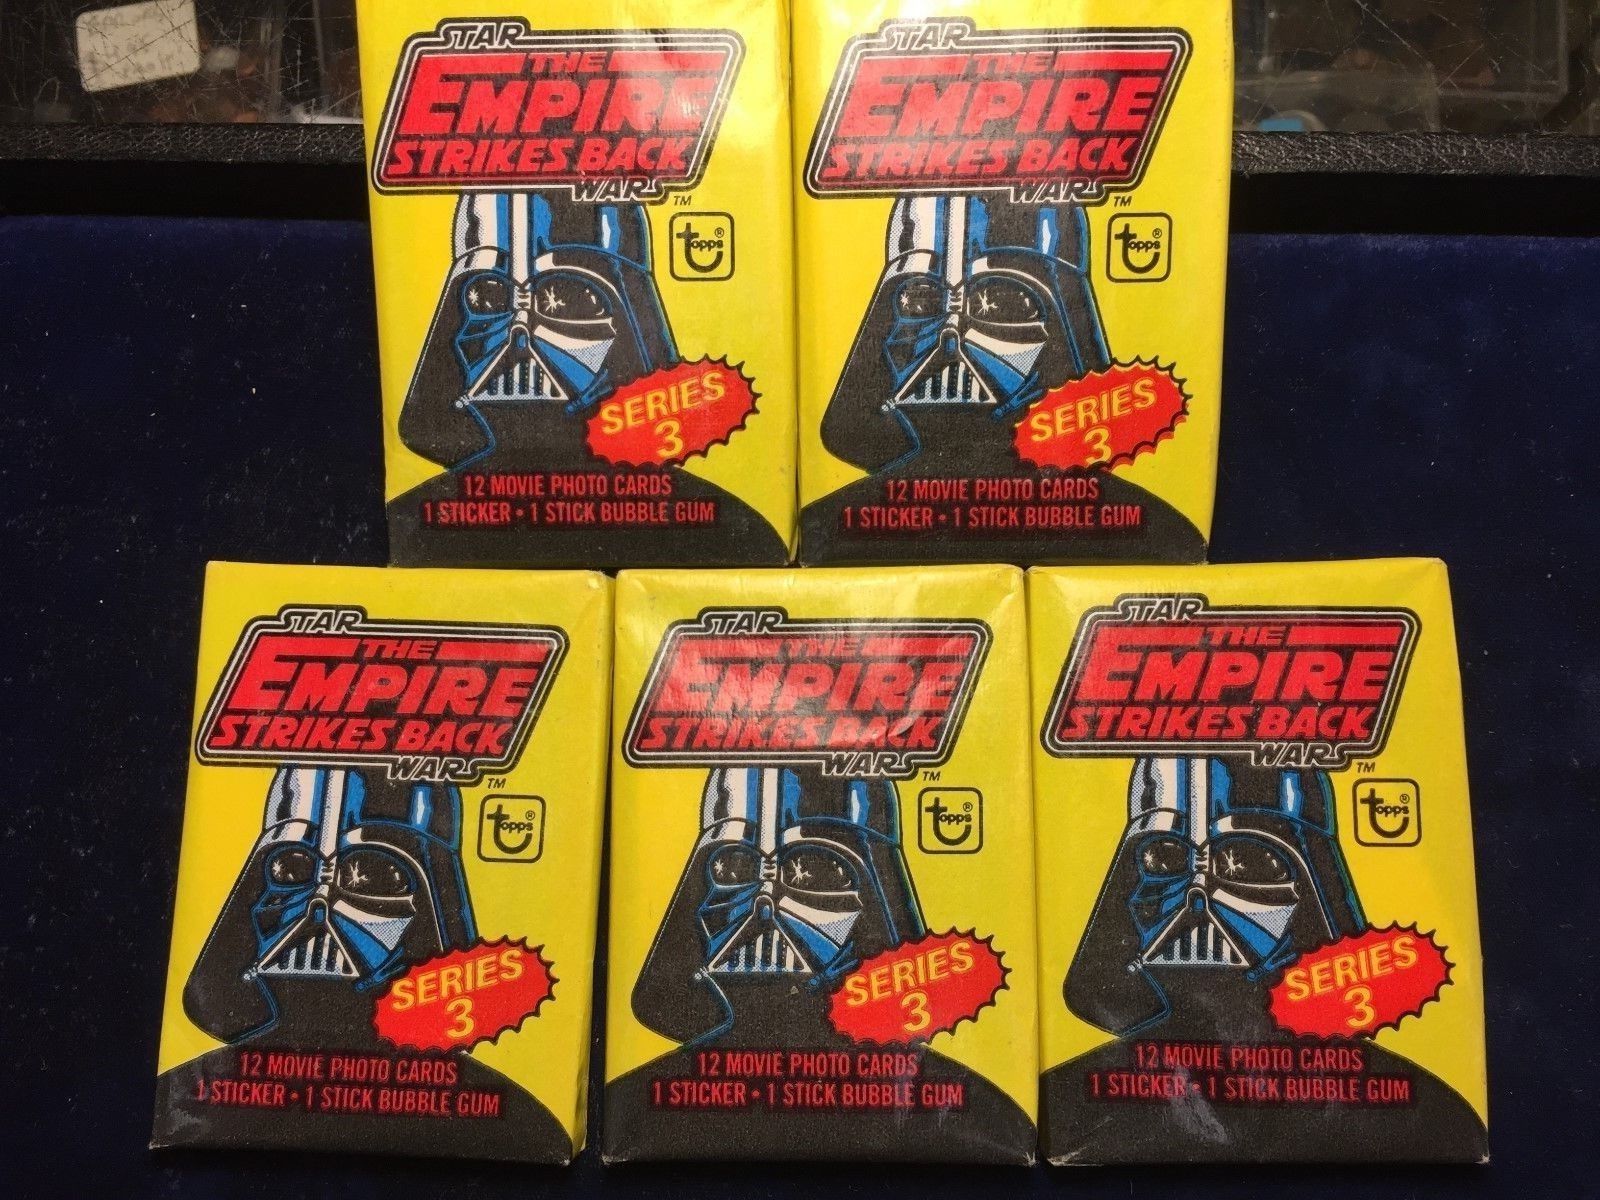 STAR
THE
EMPIRE
STRIKES BACK
WARS TM
topps®
SERIES
3
12 MOVIE PHOTO CARDS
1 STICKER • 1 STICK BUBBLE GUM
STAR
THE
EMPIRE
STRIKES BACK
WARS TM
topps®
SERIES
3
12 MOVIE PHOTO CARDS
1 STICKER • 1 STICK BUBBLE GUM
STAR
THE
EMPIRE
STRIKES BACK
WARS TM
topps®
SERIES
3
12 MOVIE PHOTO CARDS
1 STICKER • 1 STICK BUBBLE GUM
STAR
THE
EMPIRE
STRIKES BACK
WARS TM
topps®
SERIES
3
12 MOVIE PHOTO CARDS
1 STICKER • 1 STICK BUBBLE GUM
STAR
THE
EMPIRE
STRIKES BACK
WARS TM
topps®
SERIES
3
12 MOVIE PHOTO CARDS
1 STICKER • 1 STICK BUBBLE GUM